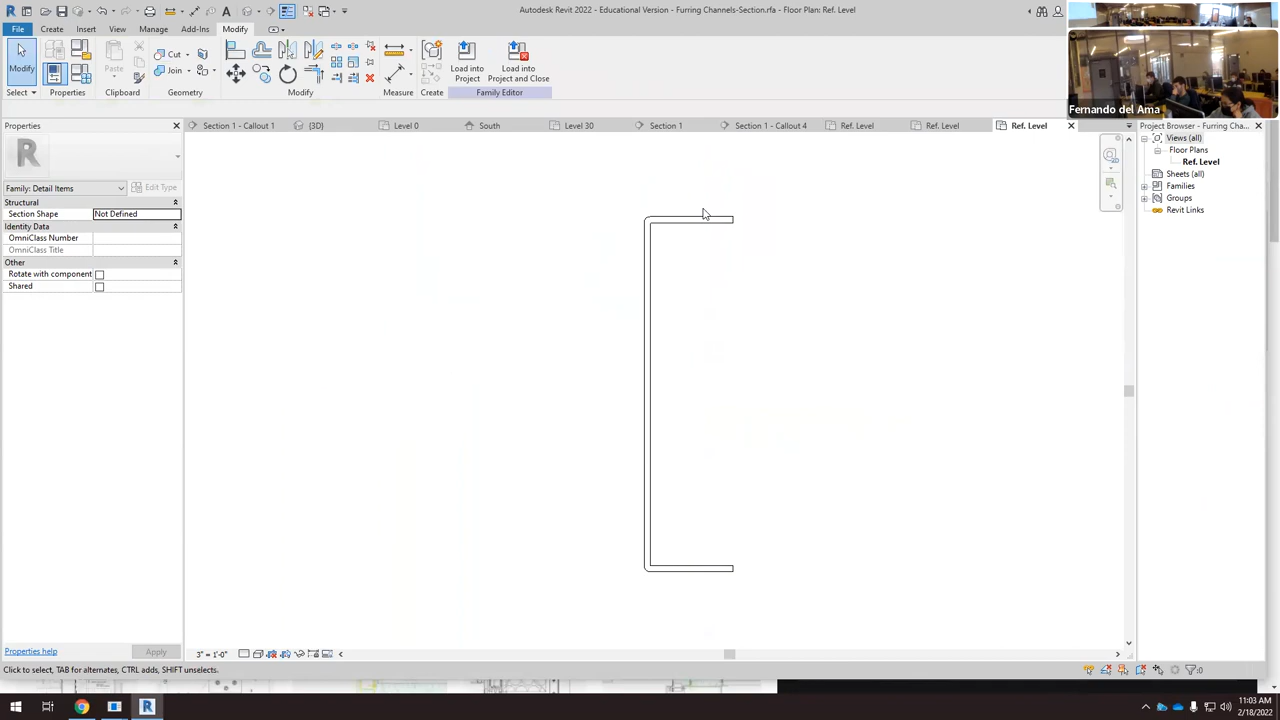 Autodesk Revit 2022 - Educational Version - Furring Channels-Section.rfa - Floor Plan: Ref. Level
File Create Insert View Manage Add-Ins Modify
Modify
Paste
Cut
Join
Load into Project
Load into Project and Close
Select Properties Clipboard Geometry Modify Measure Create Family Editor
Fernando del Ama
Properties
Section 1 - Callout 1
{3D}
Level 0
South
Level 30
Section 1
Section 1 - Callout 4
Ref. Level
Ref. Level
Ref. Level
Project Browser - Furring Cha...
R
Family: Detail Items
Edit Type
Structural
Section Shape Not Defined
Identity Data
OmniClass Number
OmniClass Title
Other
Rotate with component
Shared
Views (all)
Floor Plans
Ref. Level
Sheets (all)
Families
Groups
Revit Links
Properties help
Apply
3" = 1'-0"
Click to select, TAB for alternates, CTRL adds, SHIFT unselects.
:0
11:03 AM
2/18/2022